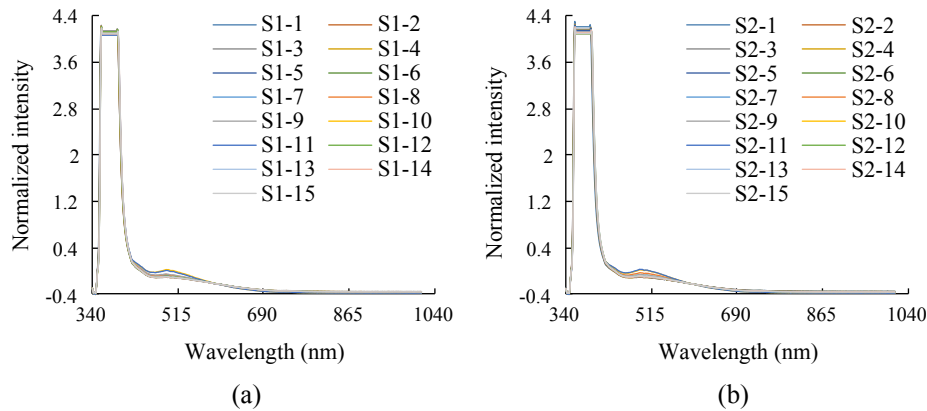 4.4
3.6
2.8
2
1.2
0.4
-0.4
Normalized intensity
S1-1 S1-2
S1-3 S1-4
S1-5 S1-6
S1-7 S1-8
S1-9 S1-10
S1-11 S1-12
S1-13 S1-14
S1-15
340 515 690 865 1040
Wavelength (nm)
(a)
4.4
3.6
2.8
2
1.2
0.4
-0.4
Normalized intensity
S2-1 S2-2
S2-3 S2-4
S2-5 S2-6
S2-7 S2-8
S2-9 S2-10
S2-11 S2-12
S2-13 S2-14
S2-15
340 515 690 865 1040
Wavelength (nm)
(b)